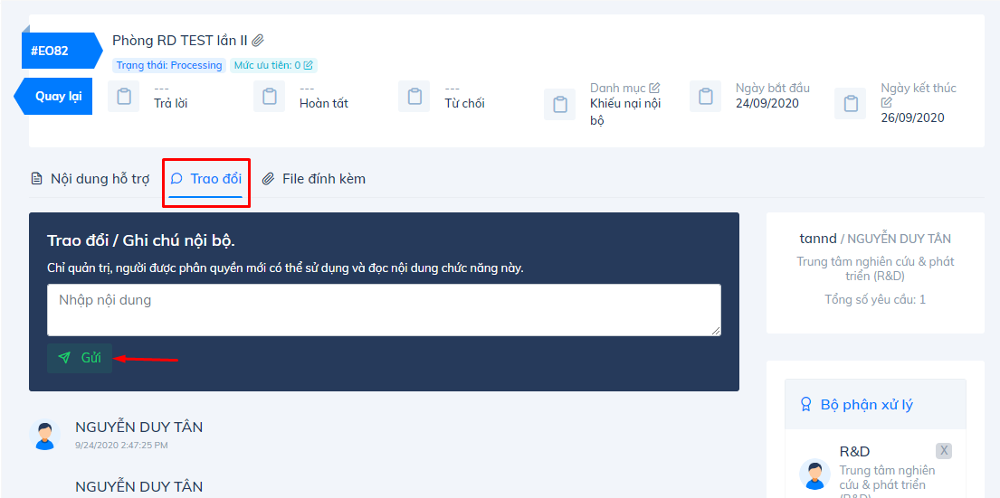 Phòng RD TEST lần II
#EO82
Trạng thái: Processing
Mức ưu tiên: 0
Quay lại
---
Trả lời
---
Hoàn tất
---
Từ chối
Danh mục
Khiếu nại nội
bộ
Ngày bắt đầu
24/09/2020
Ngày kết thúc
26/09/2020
Nội dung hỗ trợ
Trao đổi
File đính kèm
Trao đổi / Ghi chú nội bộ.
Chỉ quản trị, người được phân quyền mới có thể sử dụng và đọc nội dung chức năng này.
Nhập nội dung
Gửi
NGUYỄN DUY TÂN
9/24/2020 2:47:25 PM
NGUYỄN DUY TÂN
tannd / NGUYỄN DUY TÂN
Trung tâm nghiên cứu & phát
triển (R&D)
Tổng số yêu cầu: 1
Bộ phận xử lý
R&D
X
Trung tâm nghiên
cứu & phát triển
(R&D)